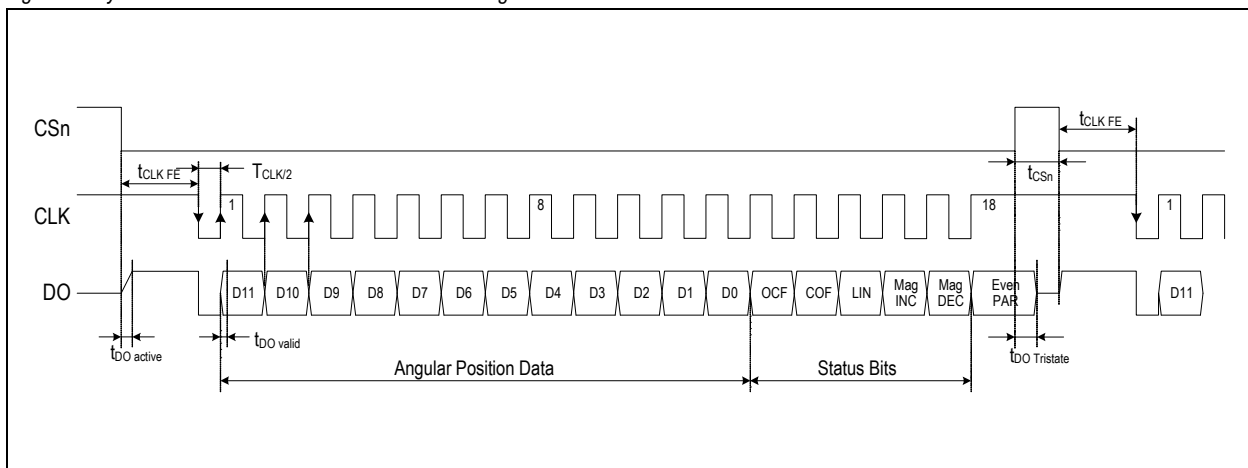 CSn
tCLK FE
TCLK/2
tCLK FE
tCSn
CLK
1
8
18
1
DO
D11 D10 D9 D8 D7 D6 D5 D4 D3 D2 D1 D0 OCF COF LIN Mag INC Mag DEC Even PAR D11
tDO active
tDO valid
tDO Tristate
Angular Position Data
Status Bits